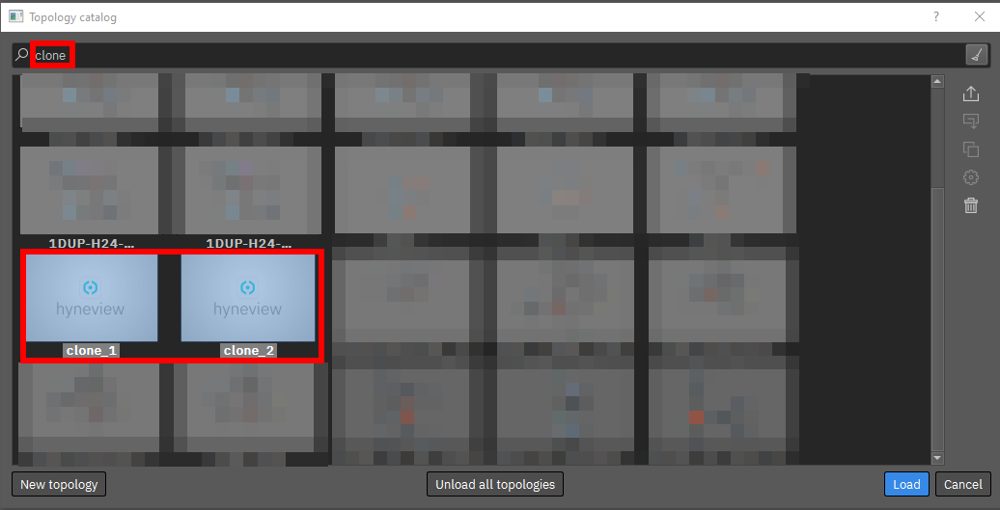 Topology catalog
clone
1DUP-H24-...
1DUP-H24-...
hyneview
hyneview
clone_1
clone_2
New topology
Unload all topologies
Load
Cancel